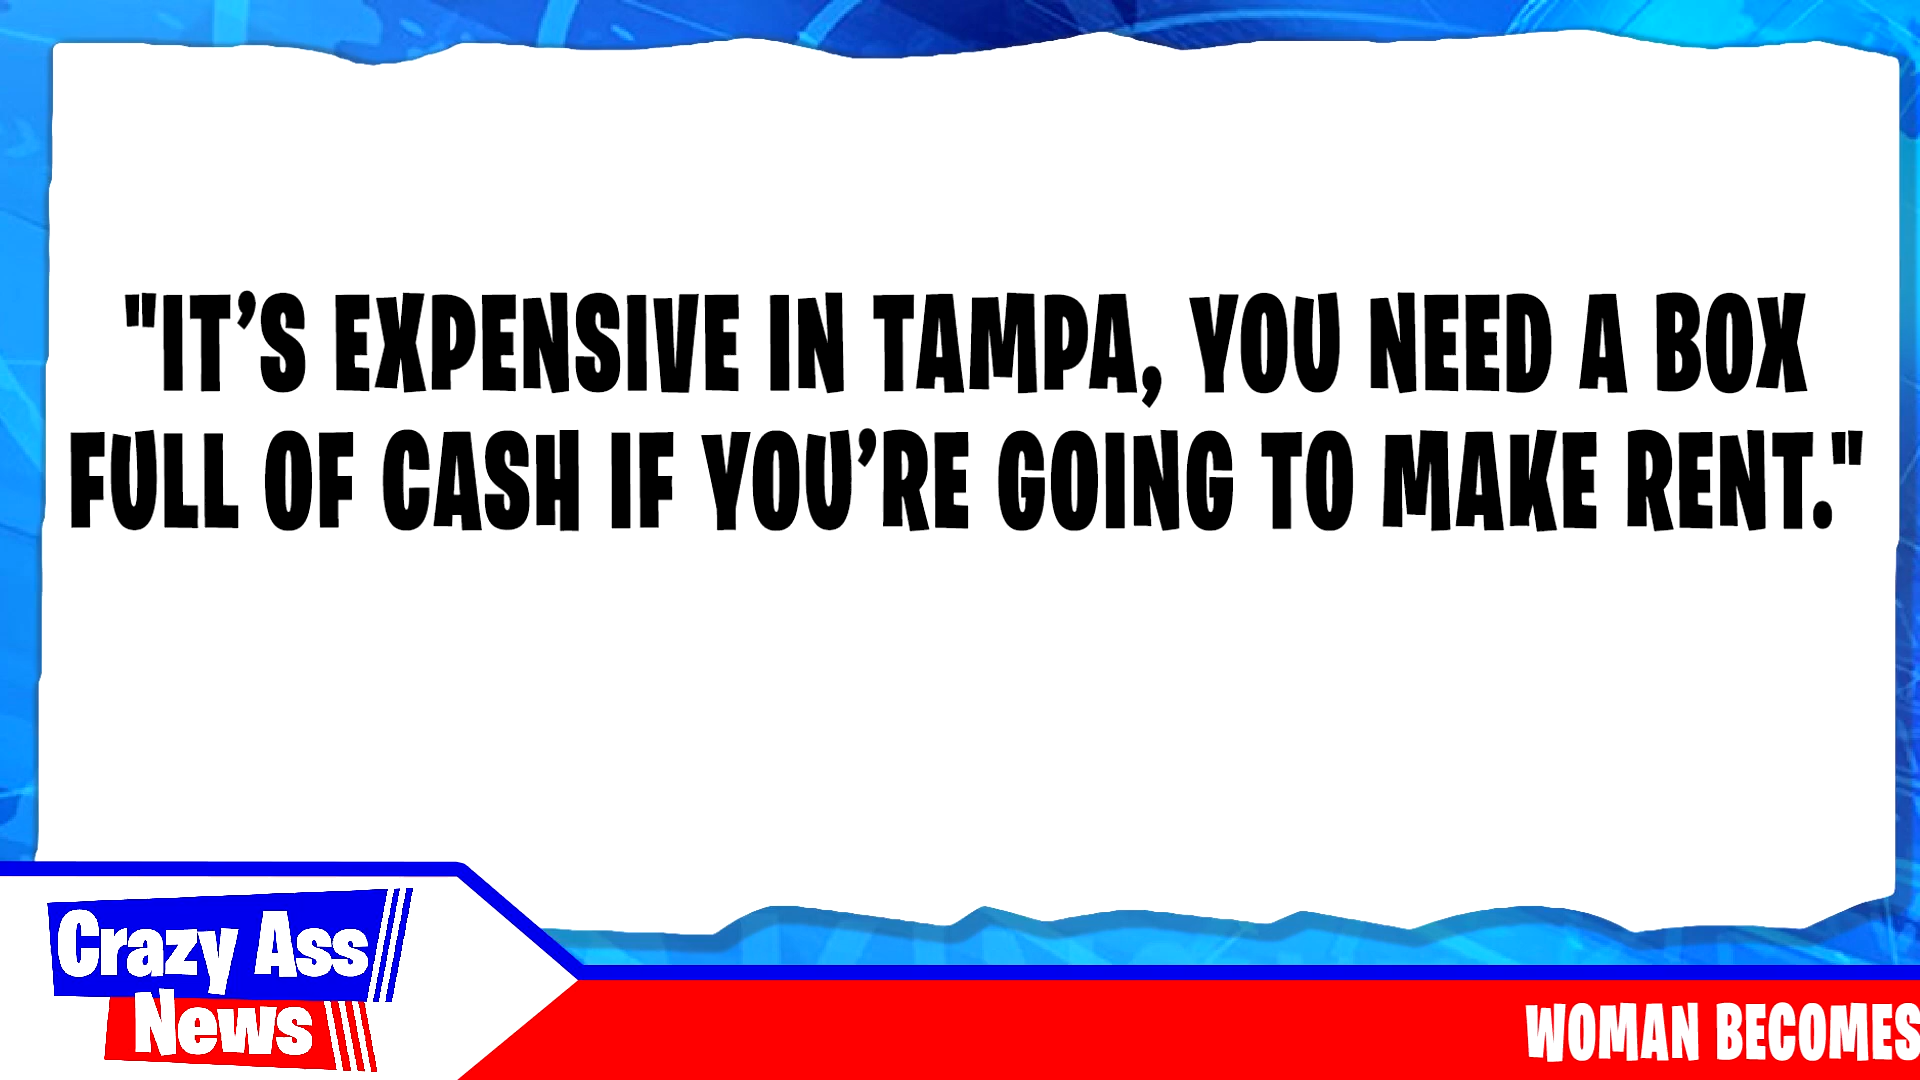 "IT’S EXPENSIVE IN TAMPA, YOU NEED A BOX
FULL OF CASH IF YOU’RE GOING TO MAKE RENT."
Crazy Ass
News
WOMAN BECOMES